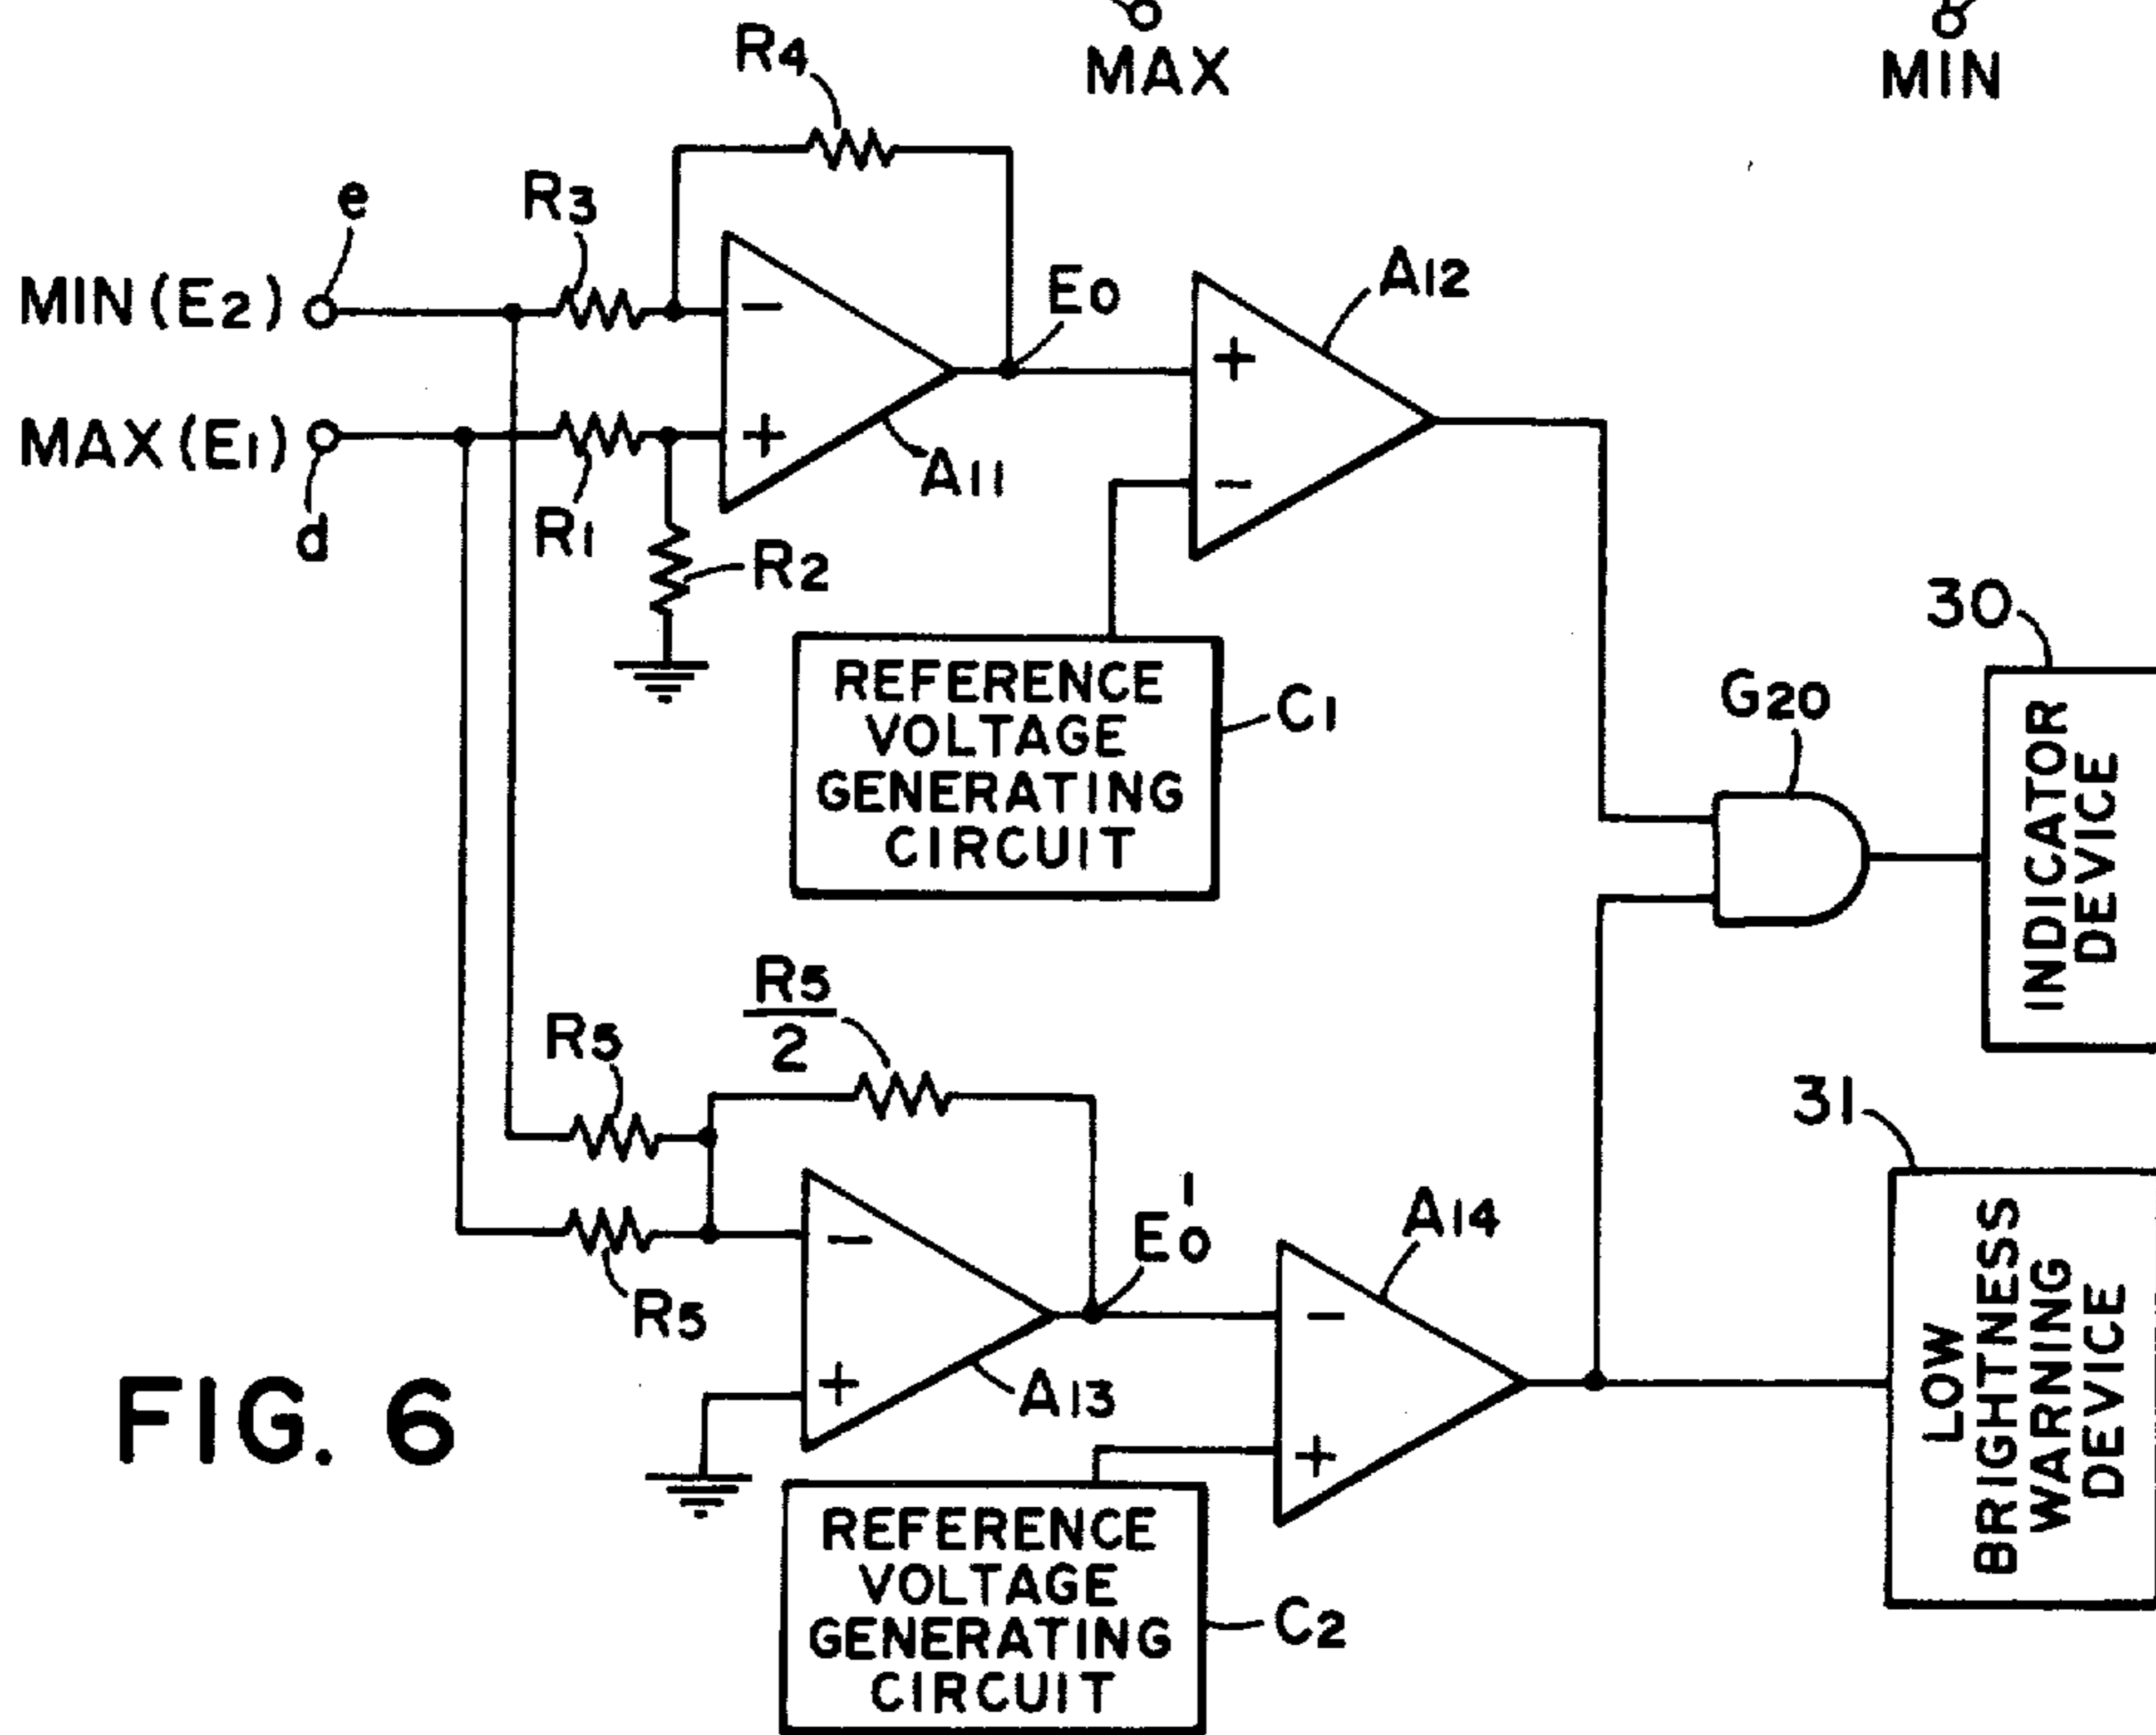 MAX
MIN
R4
e
R3
MIN (E2)
E0
A12
MAX (E1)
d
R1
A11
R2
-
+
+
-
REFERENCE
VOLTAGE
GENERATING
CIRCUIT
C1
30
G20
INDICATOR
DEVICE
R5
2
R5
R5
E0'
A14
31
-
+
A13
-
+
LOW
BRIGHTNESS
WARNING
DEVICE
FIG. 6
REFERENCE
VOLTAGE
GENERATING
CIRCUIT
C2